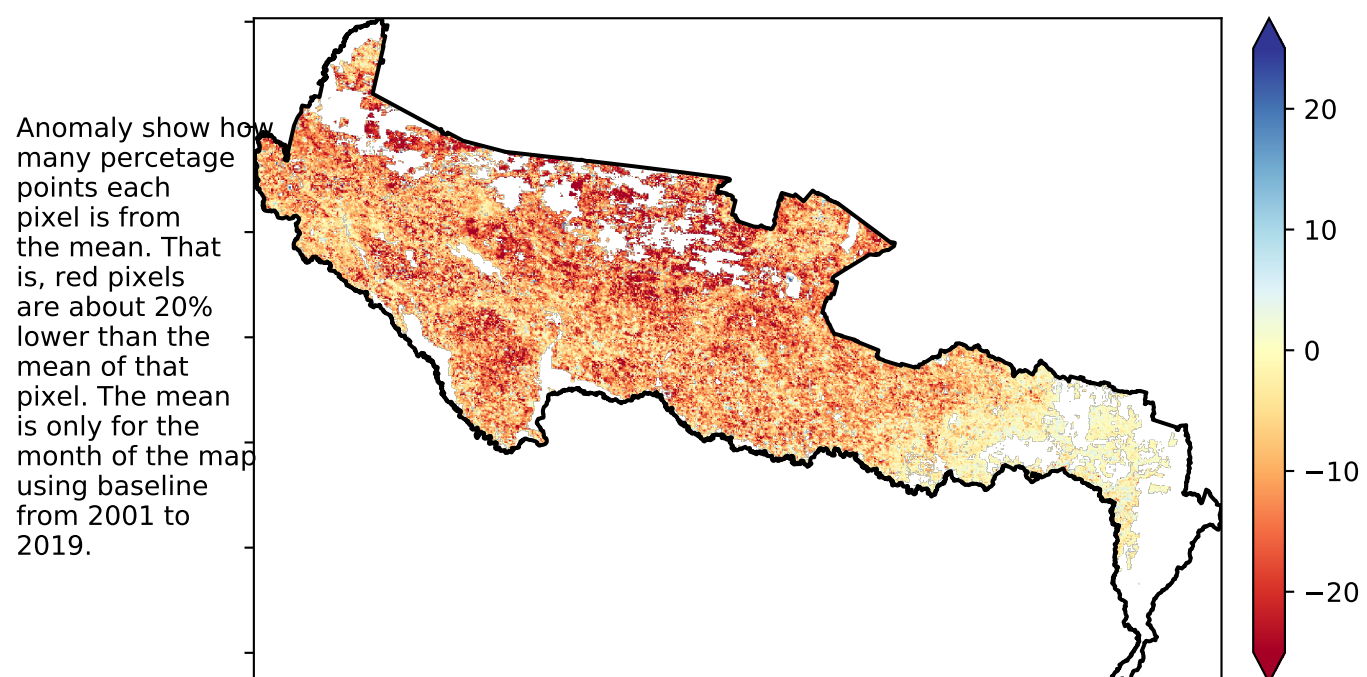 Anomaly show how
many percetage
points each
pixel is from
the mean. That
is, red pixels
are about 20%
lower than the
mean of that
pixel. The mean
is only for the
month of the map
using baseline
from 2001 to
2019.
20
10
0
−10
−20